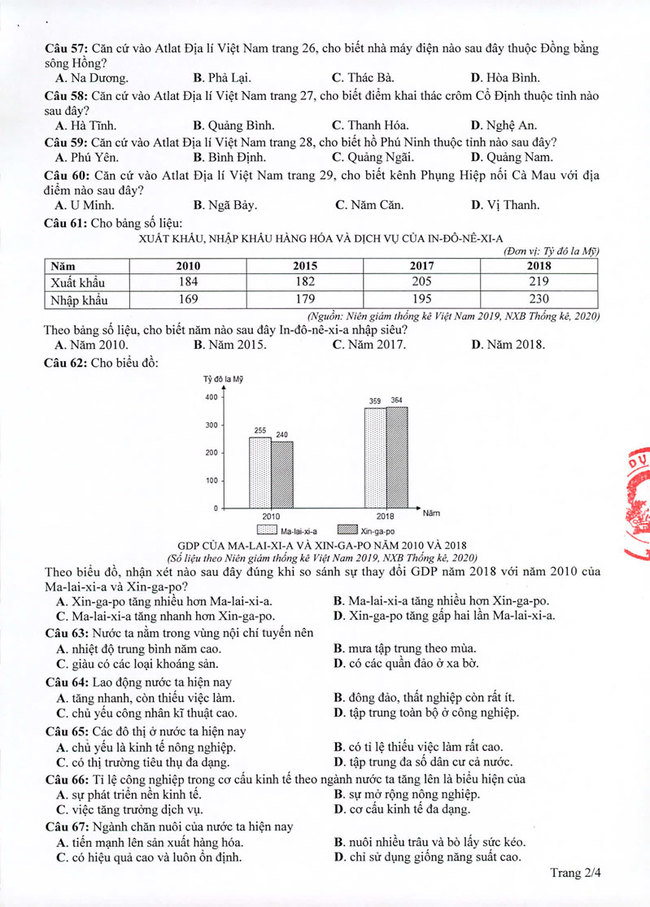 Câu 57: Căn cứ vào Atlat Địa lí Việt Nam trang 26, cho biết nhà máy điện nào sau đây thuộc Đồng bằng
sông Hồng?
A. Na Dương. B. Phả Lại. C. Thác Bà. D. Hòa Bình.
Câu 58: Căn cứ vào Atlat Địa lí Việt Nam trang 27, cho biết điểm khai thác crôm Cổ Định thuộc tỉnh nào
sau đây?
A. Hà Tĩnh. B. Quảng Bình. C. Thanh Hóa. D. Nghệ An.
Câu 59: Căn cứ vào Atlat Địa lí Việt Nam trang 28, cho biết hồ Phú Ninh thuộc tỉnh nào sau đây?
A. Phú Yên. B. Bình Định. C. Quảng Ngãi. D. Quảng Nam.
Câu 60: Căn cứ vào Atlat Địa lí Việt Nam trang 29, cho biết kênh Phụng Hiệp nối Cà Mau với địa
điểm nào sau đây?
A. U Minh. B. Ngã Bảy. C. Năm Căn. D. Vị Thanh.
Câu 61: Cho bảng số liệu:
XUẤT KHẨU, NHẬP KHẨU HÀNG HÓA VÀ DỊCH VỤ CỦA IN-ĐÔ-NÊ-XI-A
(Đơn vị: Tỷ đô la Mỹ)
Năm 2010 2015 2017 2018
Xuất khẩu 184 182 205 219
Nhập khẩu 169 179 195 230
(Nguồn: Niên giám thống kê Việt Nam 2019, NXB Thống kê, 2020)
Theo bảng số liệu, cho biết năm nào sau đây In-đô-nê-xi-a nhập siêu?
A. Năm 2010. B. Năm 2015. C. Năm 2017. D. Năm 2018.
Câu 62: Cho biểu đồ:
Tỷ đô la Mỹ
400
300
200
100
0
255 240
359 364
2010 2018 Năm
Ma-lai-xi-a Xin-ga-po
GDP CỦA MA-LAI-XI-A VÀ XIN-GA-PO NĂM 2010 VÀ 2018
(Số liệu theo Niên giám thống kê Việt Nam 2019, NXB Thống kê, 2020)
Theo biểu đồ, nhận xét nào sau đây đúng khi so sánh sự thay đổi GDP năm 2018 với năm 2010 của
Ma-lai-xi-a và Xin-ga-po?
A. Xin-ga-po tăng nhiều hơn Ma-lai-xi-a. B. Ma-lai-xi-a tăng nhiều hơn Xin-ga-po.
C. Ma-lai-xi-a tăng nhanh hơn Xin-ga-po. D. Xin-ga-po tăng gấp hai lần Ma-lai-xi-a.
Câu 63: Nước ta nằm trong vùng nội chí tuyến nên
A. nhiệt độ trung bình năm cao. B. mưa tập trung theo mùa.
C. giàu có các loại khoáng sản. D. có các quần đảo ở xa bờ.
Câu 64: Lao động nước ta hiện nay
A. tăng nhanh, còn thiếu việc làm. B. đông đảo, thất nghiệp còn rất ít.
C. chủ yếu công nhân kĩ thuật cao. D. tập trung toàn bộ ở công nghiệp.
Câu 65: Các đô thị ở nước ta hiện nay
A. chủ yếu là kinh tế nông nghiệp. B. có tỉ lệ thiếu việc làm rất cao.
C. có thị trường tiêu thụ đa dạng. D. tập trung đa số dân cư cả nước.
Câu 66: Tỉ lệ công nghiệp trong cơ cấu kinh tế theo ngành nước ta tăng lên là biểu hiện của
A. sự phát triển nền kinh tế. B. sự mở rộng nông nghiệp.
C. việc tăng trưởng dịch vụ. D. cơ cấu kinh tế đa dạng.
Câu 67: Ngành chăn nuôi của nước ta hiện nay
A. tiến mạnh lên sản xuất hàng hóa. B. nuôi nhiều trâu và bò lấy sức kéo.
C. có hiệu quả cao và luôn ổn định. D. chỉ sử dụng giống năng suất cao.
Trang 2/4